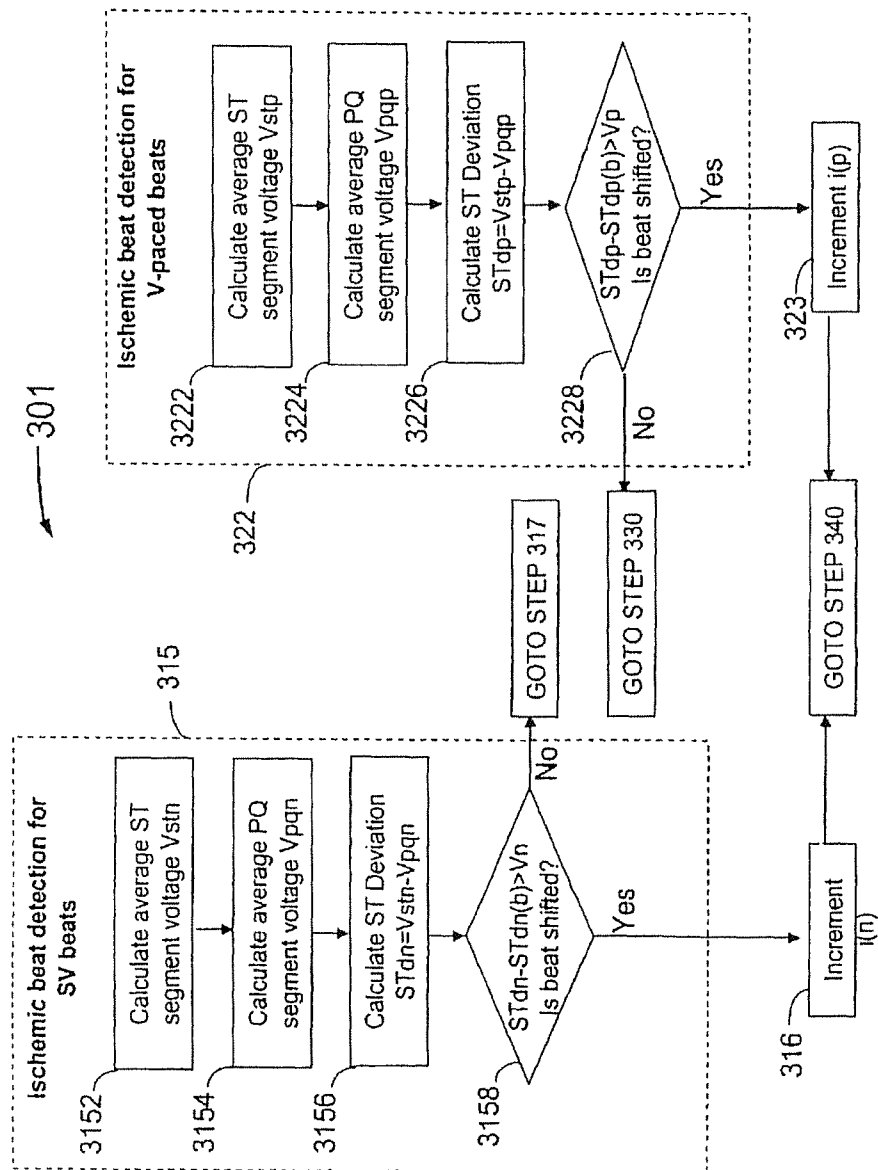 301
315
Ischemic beat detection for
SV beats
3152
Calculate average ST
segment voltage Vstn
3154
Calculate average PQ
segment voltage Vpqn
3156
Calculate ST Deviation
STdn=Vstn-Vpqn
3158
STdn-STdn(b)>Vn
Is beat shifted?
No
GOTO STEP 317
Yes
316
Increment
i(n)
GOTO STEP 340
322
Ischemic beat detection for
V-paced beats
3222
Calculate average ST
segment voltage Vstp
3224
Calculate average PQ
segment voltage Vpqp
3226
Calculate ST Deviation
STdp=Vstp-Vpqp
3228
STdp-STdp(b)>Vp
Is beat shifted?
No
GOTO STEP 330
Yes
323
Increment i(p)